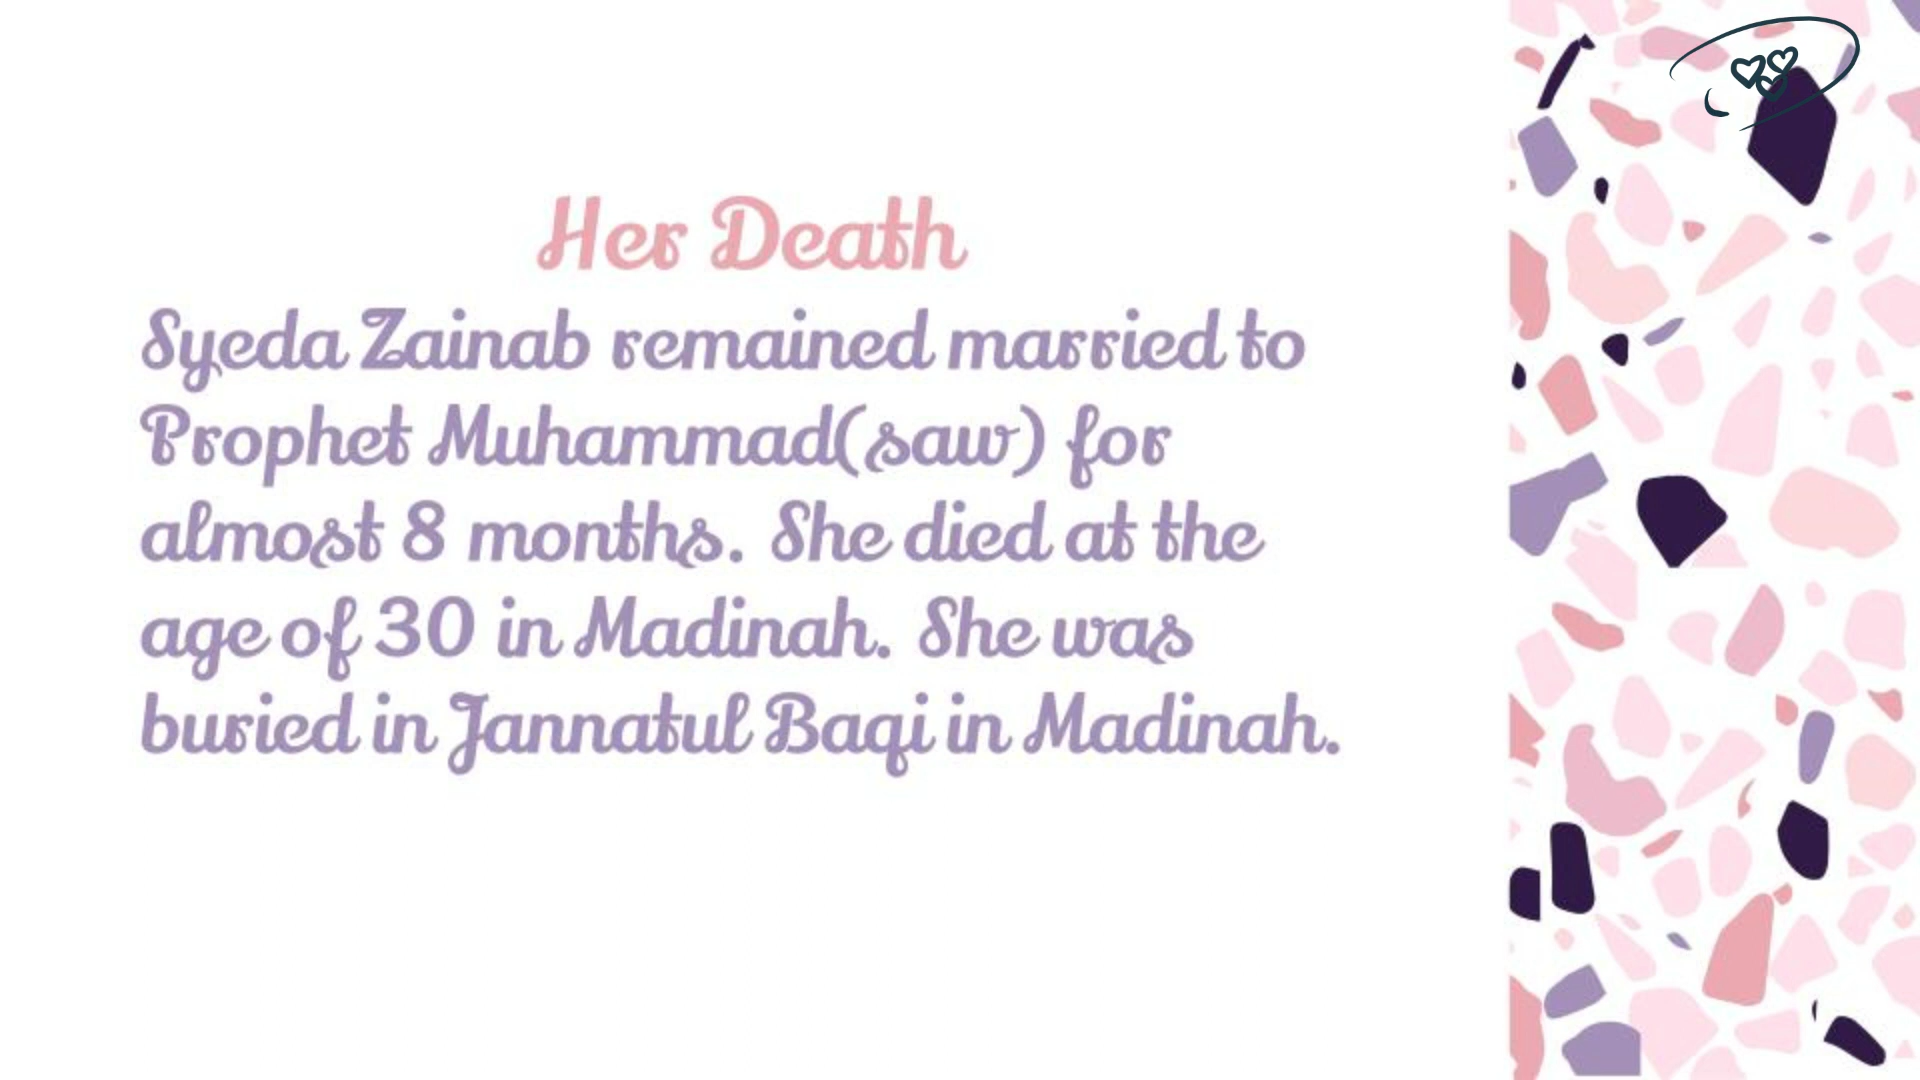 Her Death
Syeda Zainab remained married to
Prophet Muhammad(saw) for
almost 8 months. She died at the
age of 30 in Madinah. She was
buried in Jannatul Baqi in Madinah.